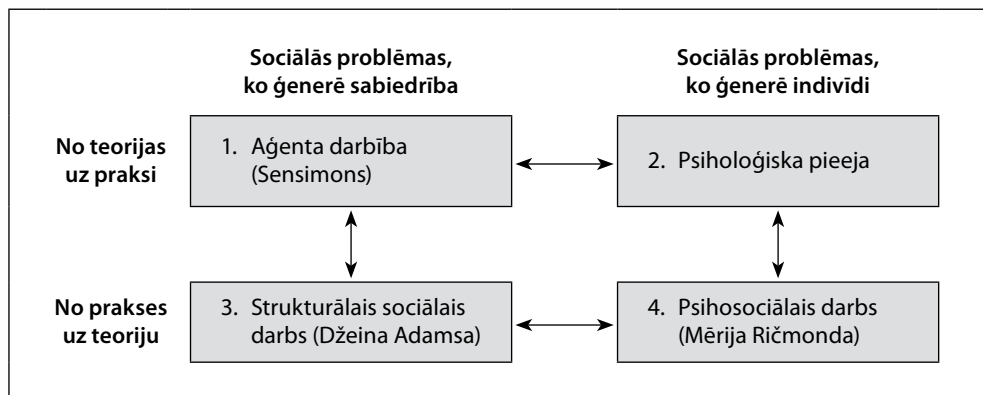 Sociālās problēmas,
ko ģenerē sabiedrība
Sociālās problēmas,
ko ģenerē indivīdi
No teorijas
uz praksi
1. Aģenta darbība
(Sensimons)
2. Psiholoģiska pieeja
No prakses
uz teoriju
3. Strukturālais sociālais
darbs (Džeina Adamsa)
4. Psihosociālais darbs
(Mērija Ričmonda)